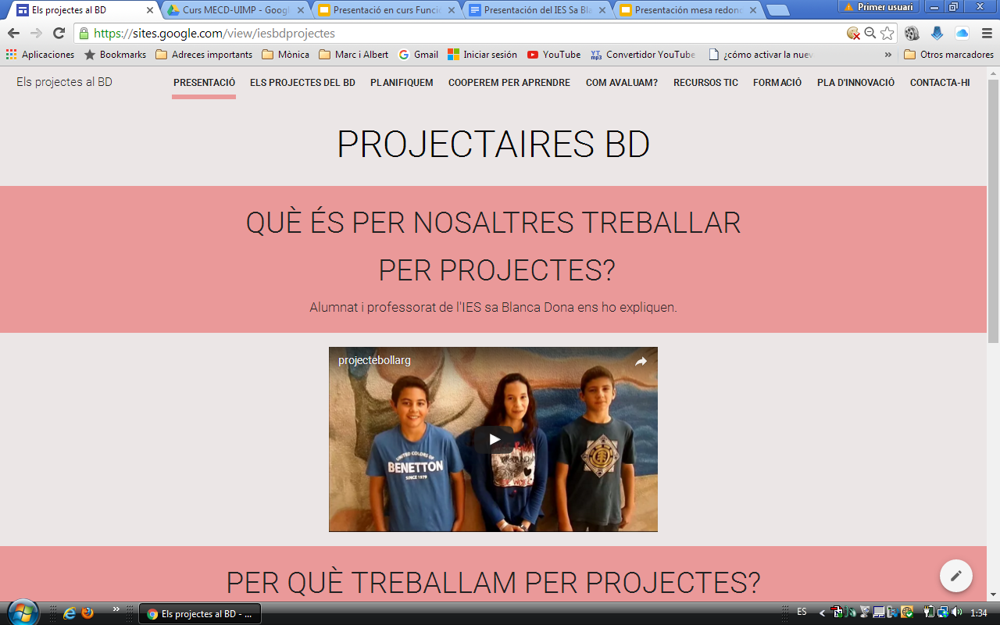 Els projectes al BD
Curs MECD-UIMP - Googl
Presentació en curs Funci
Presentación del IES Sa Bla
Presentación mesa redon
Primer usuari
https://sites.google.com/view/iesbdprojectes
Aplicaciones
Bookmarks
Adreces importants
Mònica
Marc i Albert
Gmail
Iniciar sesión
YouTube
Convertidor YouTube
¿cómo activar la nuev
»
Otros marcadores
Els projectes al BD
PRESENTACIÓ
ELS PROJECTES DEL BD
PLANIFIQUEM
COOPEREM PER APRENDRE
COM AVALUAM?
RECURSOS TIC
FORMACIÓ
PLA D'INNOVACIÓ
CONTACTA-HI
PROJECTAIRES BD
QUÈ ÉS PER NOSALTRES TREBALLAR
PER PROJECTES?
Alumnat i professorat de l'IES sa Blanca Dona ens ho expliquen.
projectebollarg
UNITED COLORS OF
BENETTON
SINCE 1979
PER QUÈ TREBALLAM PER PROJECTES?
»
Els projectes al BD - ...
ES
1:34